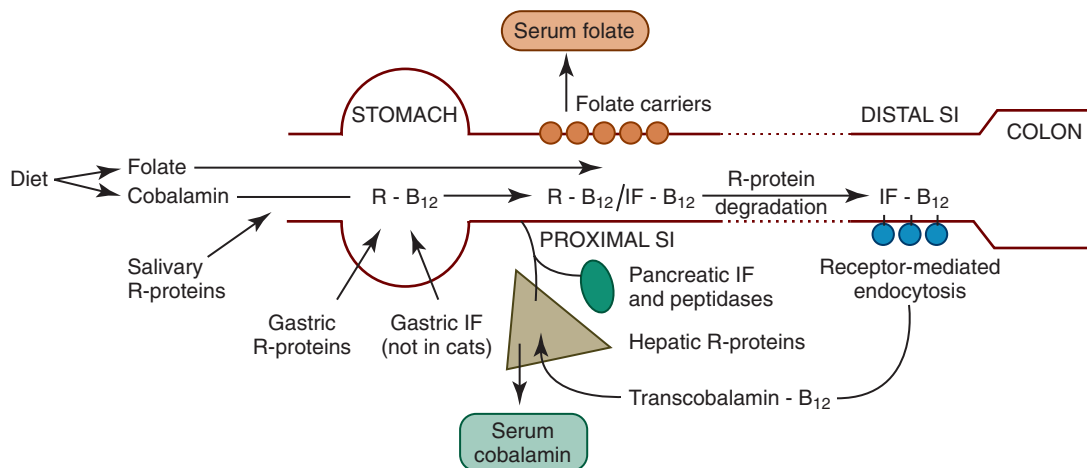 Serum folate
STOMACH
Folate carriers
DISTAL SI
COLON
Diet
Folate
Cobalamin
R - B12
R - B12/IF - B12
R-protein
degradation
IF - B12
Salivary
R-proteins
Gastric
R-proteins
Gastric IF
(not in cats)
PROXIMAL SI
Pancreatic IF
and peptidases
Hepatic R-proteins
Receptor-mediated
endocytosis
Transcobalamin - B12
Serum
cobalamin